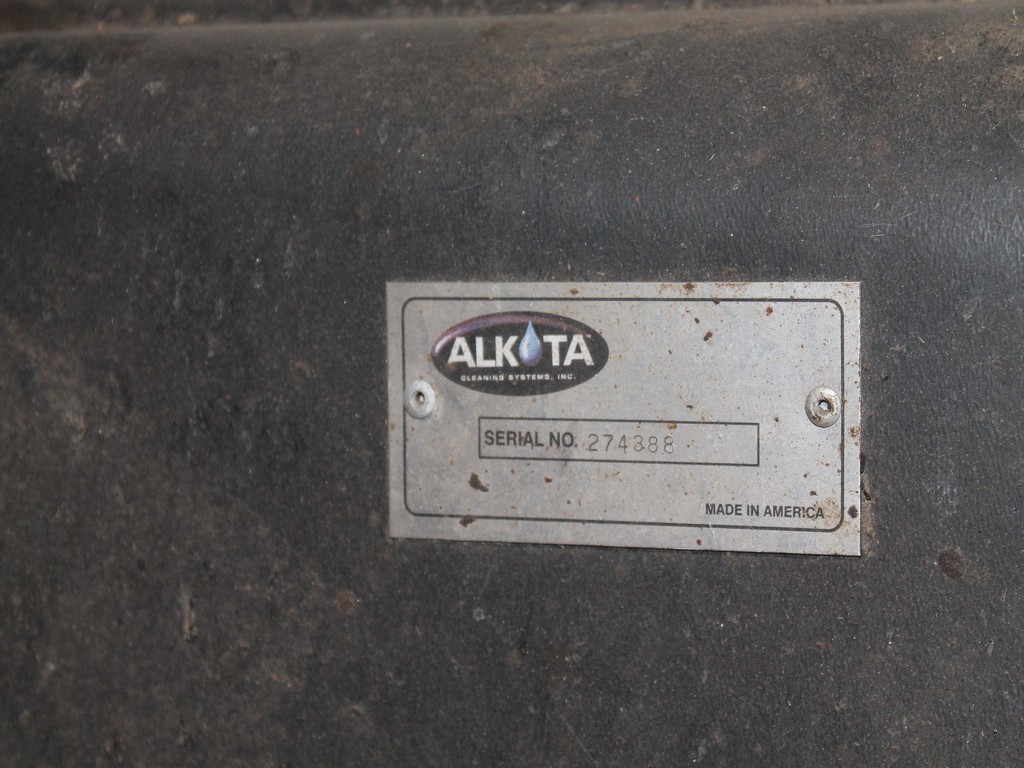 ALKOTA
CLEANING SYSTEMS, INC.
SERIAL NO. 274388
MADE IN AMERICA